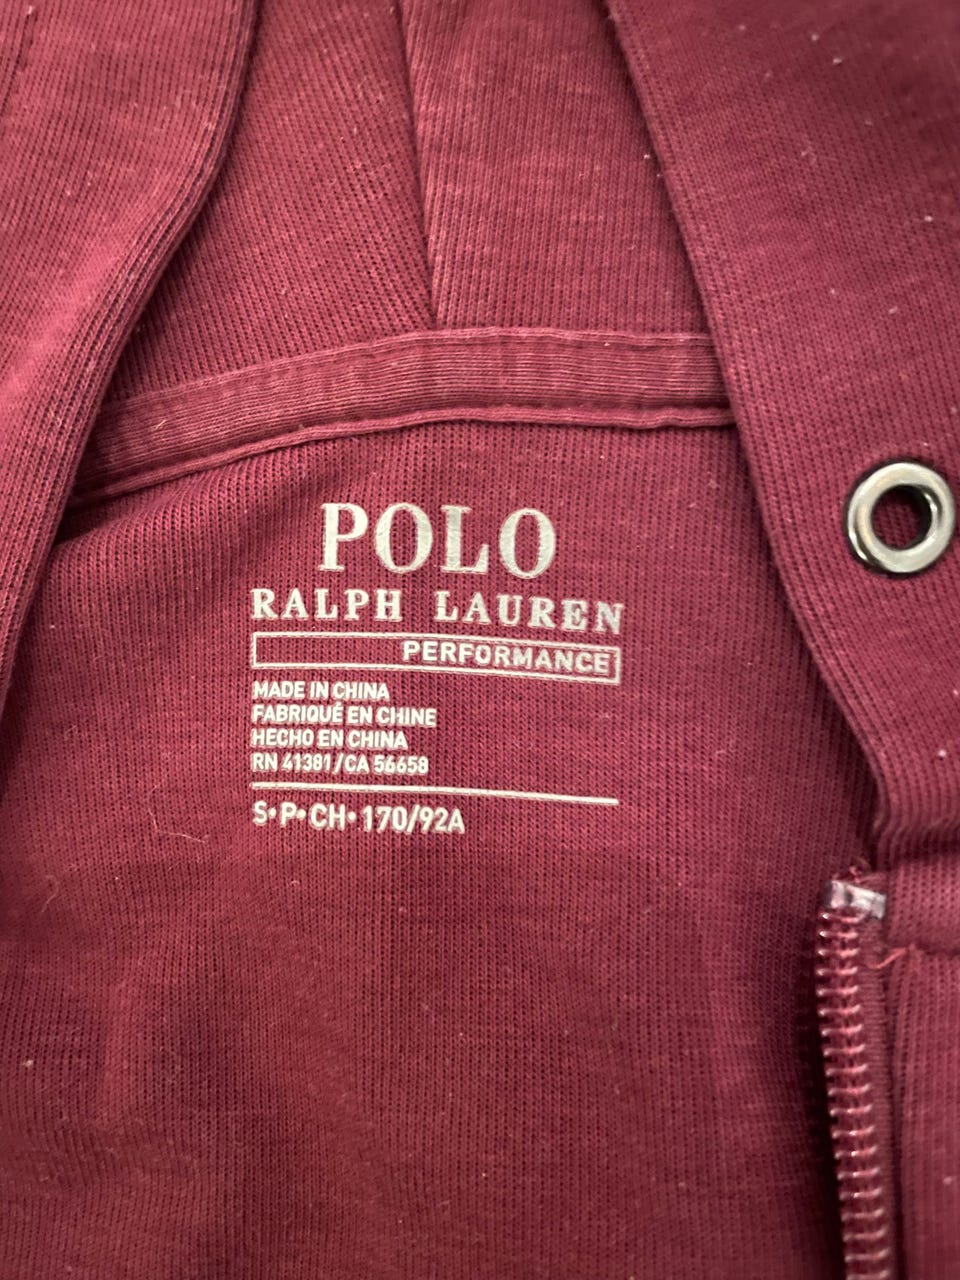 POLO
RALPH LAUREN
PERFORMANCE
MADE IN CHINA
FABRIQUÉ EN CHINE
HECHO EN CHINA
RN 41381/CA 56658
S•P•CH•170/92A